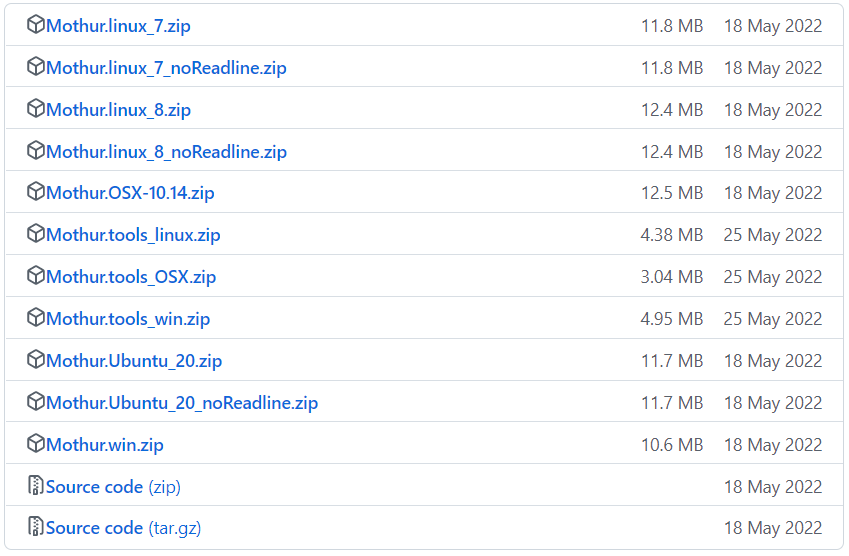 Mothur.linux_7.zip 11.8 MB 18 May 2022
Mothur.linux_7_noReadline.zip 11.8 MB 18 May 2022
Mothur.linux_8.zip 12.4 MB 18 May 2022
Mothur.linux_8_noReadline.zip 12.4 MB 18 May 2022
Mothur.OSX-10.14.zip 12.5 MB 18 May 2022
Mothur.tools_linux.zip 4.38 MB 25 May 2022
Mothur.tools_OSX.zip 3.04 MB 25 May 2022
Mothur.tools_win.zip 4.95 MB 25 May 2022
Mothur.Ubuntu_20.zip 11.7 MB 18 May 2022
Mothur.Ubuntu_20_noReadline.zip 11.7 MB 18 May 2022
Mothur.win.zip 10.6 MB 18 May 2022
Source code (zip) 18 May 2022
Source code (tar.gz) 18 May 2022